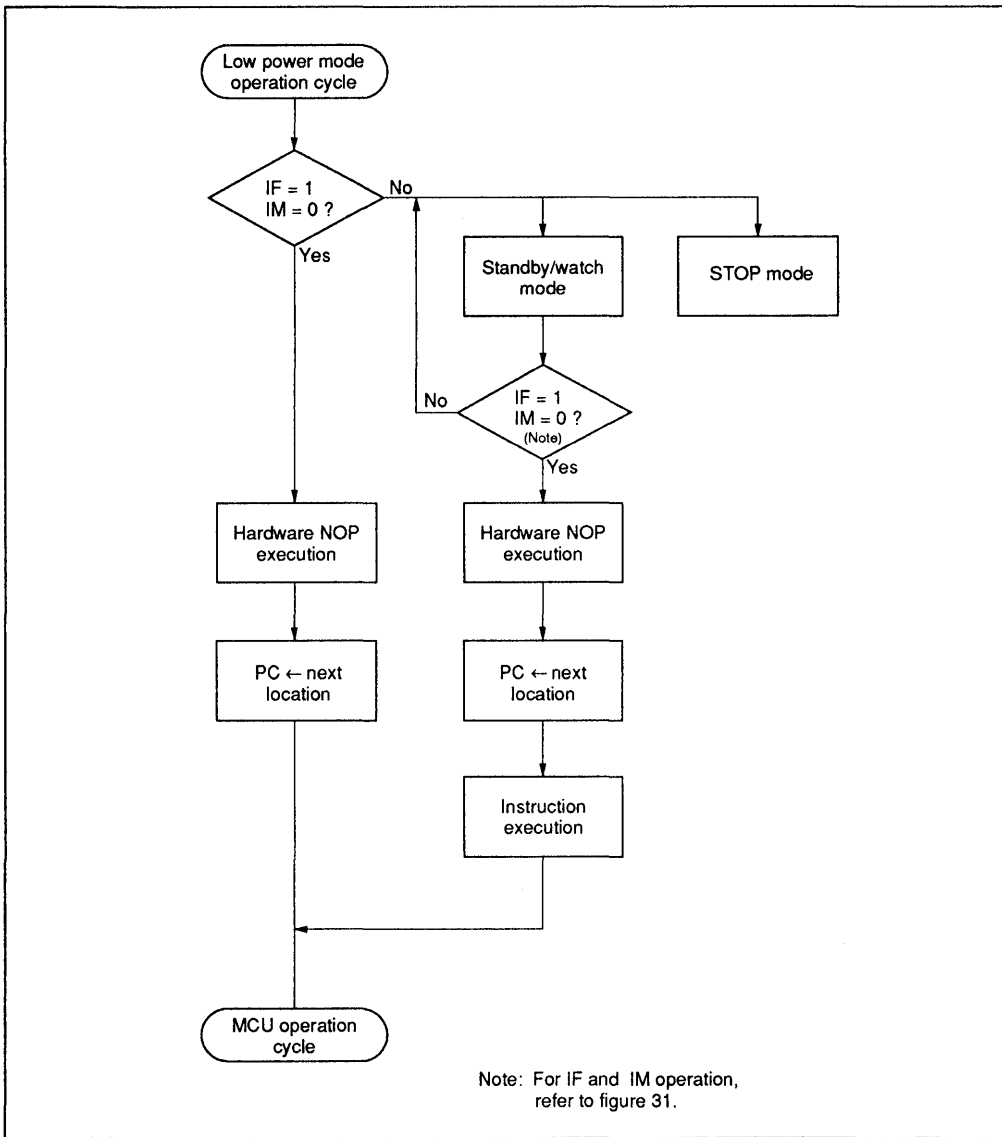 Low power mode
operation cycle
IF = 1
IM = 0 ?
No
Yes
Standby/watch
mode
STOP mode
IF = 1
IM = 0 ?
(Note)
No
Yes
Hardware NOP
execution
Hardware NOP
execution
PC ← next
location
PC ← next
location
Instruction
execution
MCU operation
cycle
Note: For IF and IM operation,
refer to figure 31.